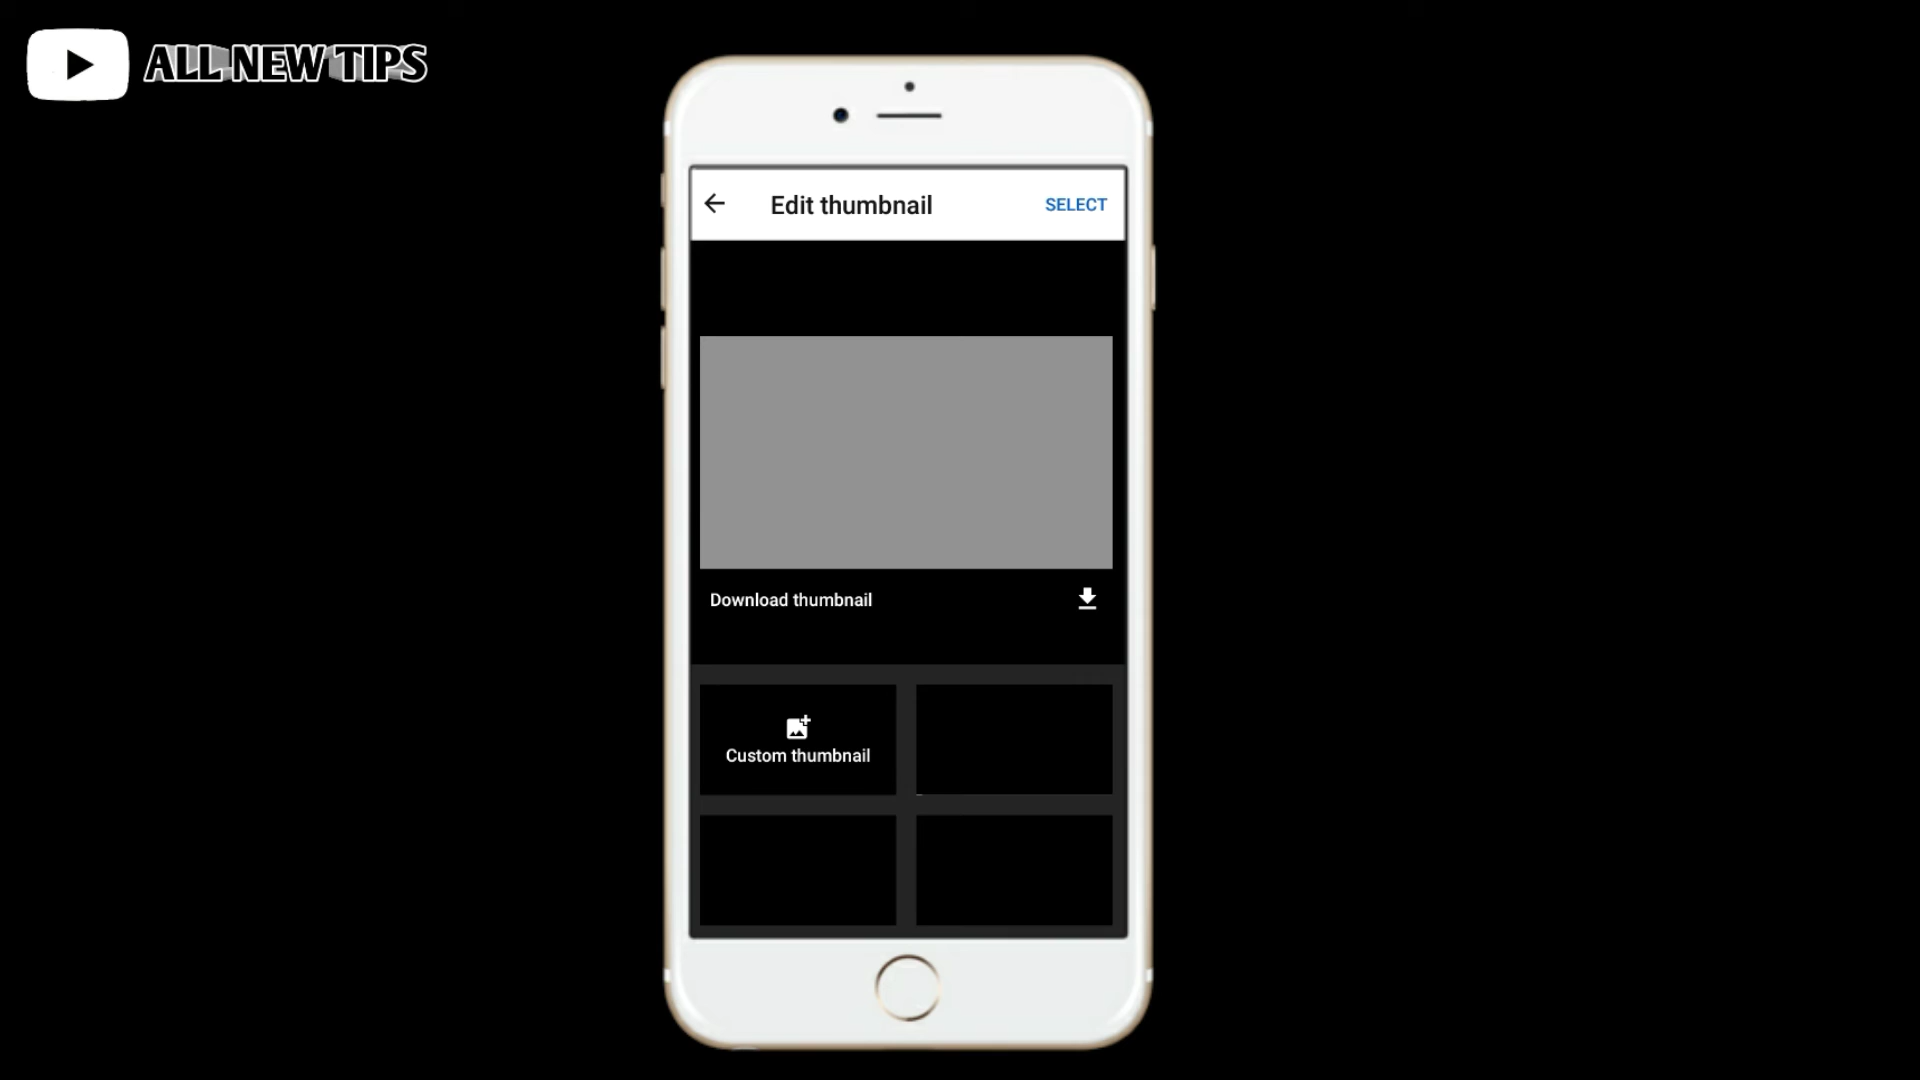 ALL NEW TIPS
Edit thumbnail
SELECT
Download thumbnail
Custom thumbnail